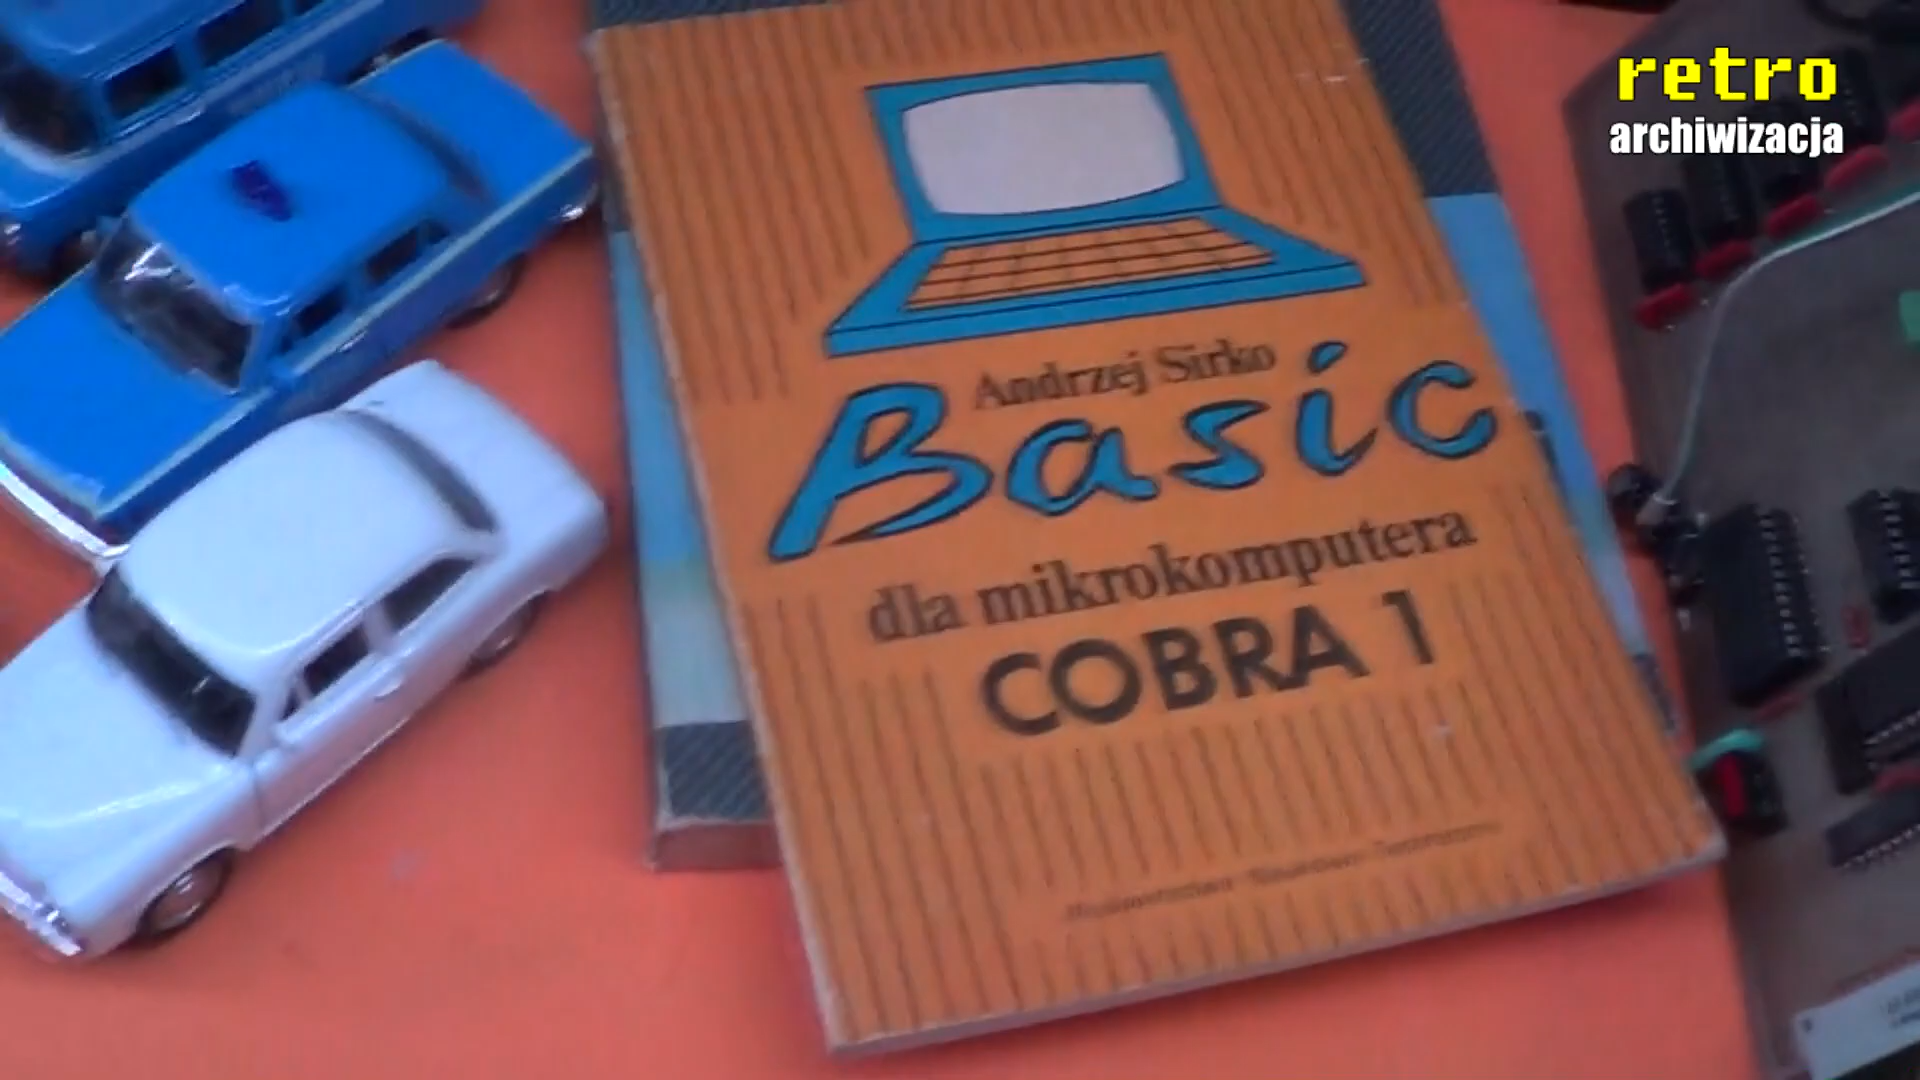 retro
archiwizacja
Andrzej Sirko
Basic
dla mikrokomputera
COBRA 1